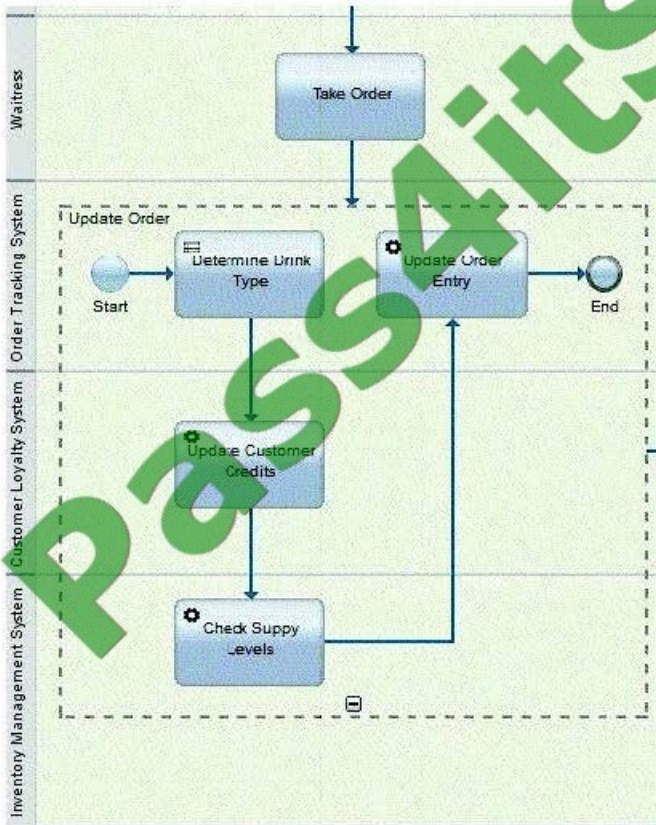 Waitress
Take Order
Order Tracking System
Update Order
Start
Determine Drink
Type
Update Order
Entry
End
Customer Loyalty System
Update Customer
Credits
Inventory Management System
Check Suppy
Levels
Pass4its